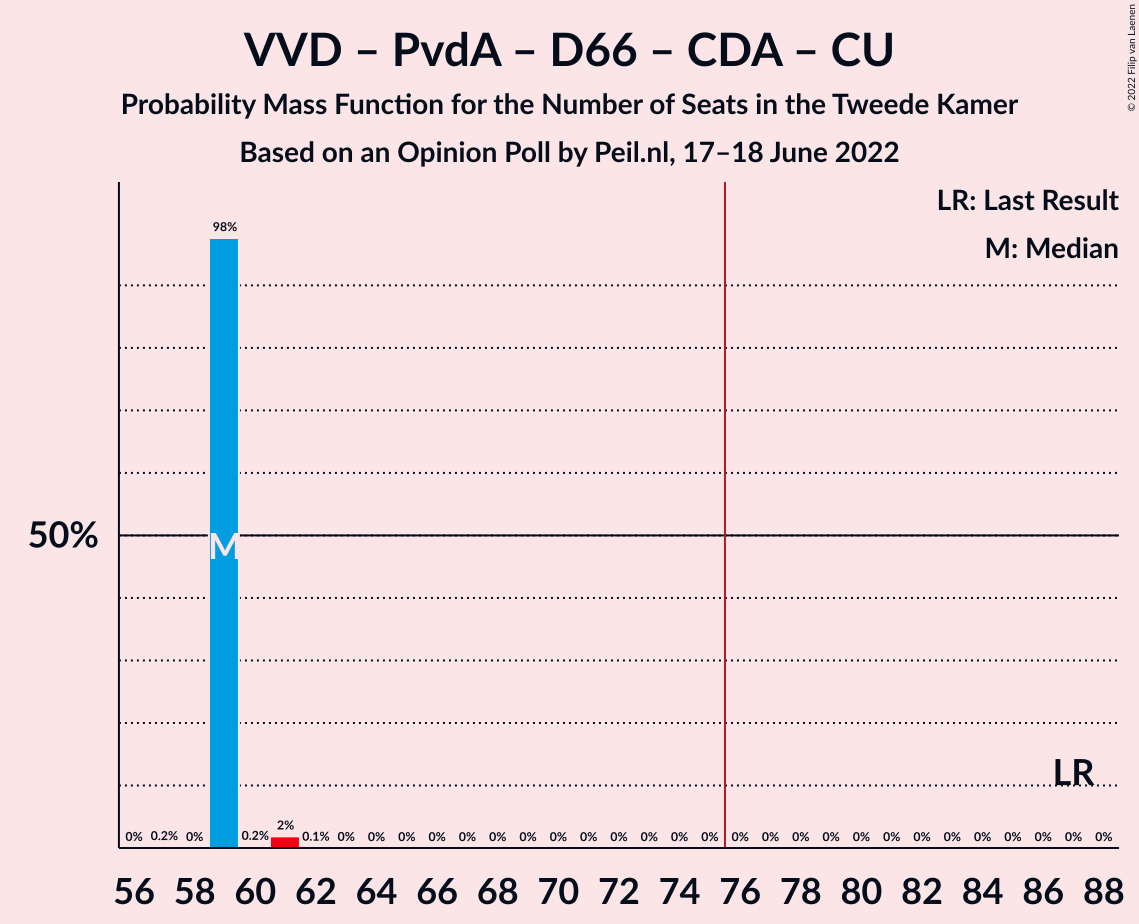 VVD – PvdA – D66 – CDA – CU
Probability Mass Function for the Number of Seats in the Tweede Kamer
Based on an Opinion Poll by Peil.nl, 17–18 June 2022
© 2022 Filip van Laenen
LR: Last Result
M: Median
98%
50%
M
LR
0% 0.2% 0% 0.2% 2% 0.1% 0% 0% 0% 0% 0% 0% 0% 0% 0% 0% 0% 0% 0% 0% 0% 0% 0% 0% 0% 0% 0% 0% 0% 0% 0% 0%
56 58 60 62 64 66 68 70 72 74 76 78 80 82 84 86 88